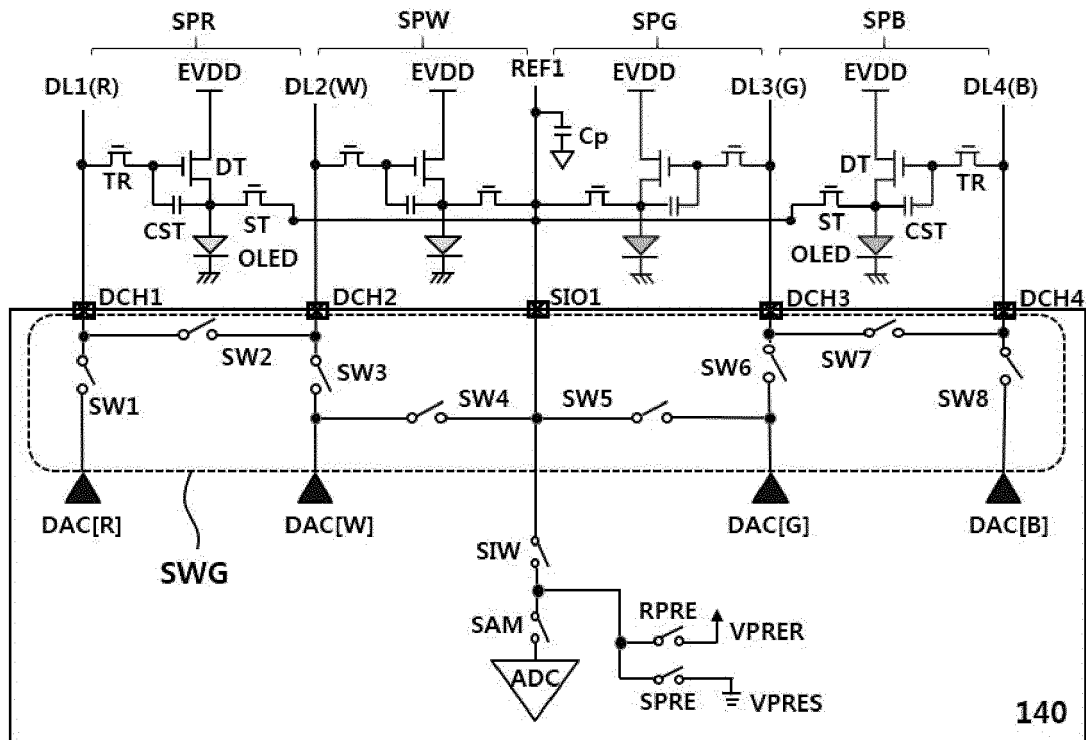 SPR SPW SPG SPB
EVDD EVDD REF1 EVDD EVDD
DL1(R) DL2(W) DL3(G) DL4(B)
Cp
TR DT DT TR
CST ST ST CST
OLED OLED
DCH1 DCH2 SIO1 DCH3 DCH4
SW2 SW3 SW6 SW7
SW1 SW4 SW5 SW8
DAC[R] DAC[W] DAC[G] DAC[B]
SIW
SWG
RPRE
SAM VPRER
ADC
SPRE VPRES
140